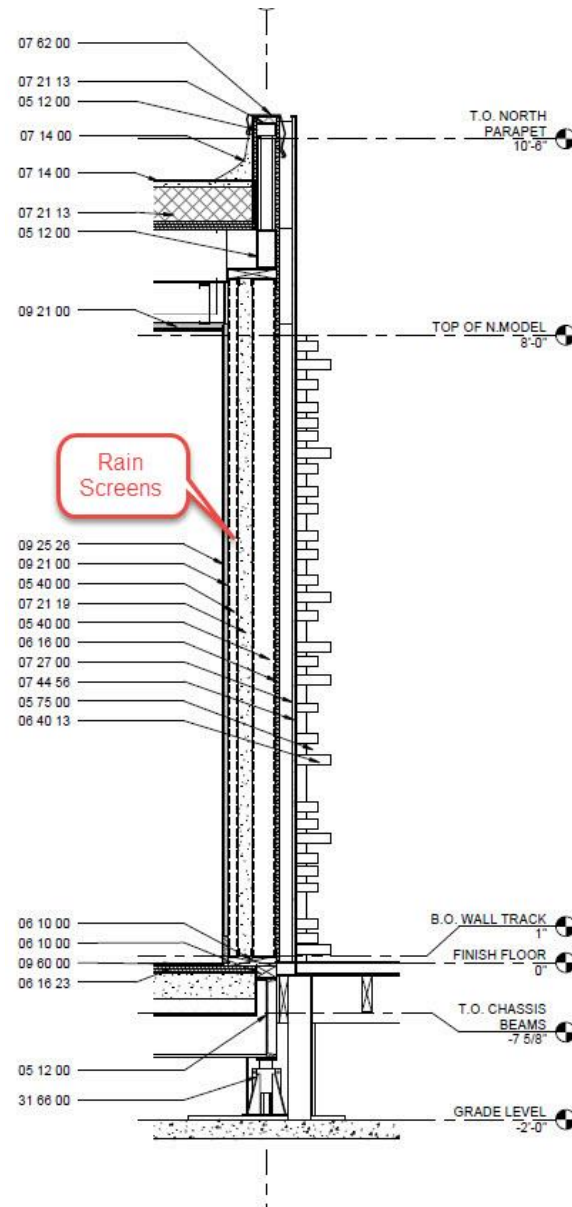 07 62 00
07 21 13
05 12 00
07 14 00
07 14 00
07 21 13
05 12 00
09 21 00
Rain
Screens
09 25 26
09 21 00
05 40 00
07 21 19
05 40 00
06 16 00
07 27 00
07 44 56
05 75 00
06 40 13
06 10 00
06 10 00
09 60 00
06 16 23
05 12 00
31 66 00
T.O. NORTH
PARAPET
10'-6"
TOP OF N.MODEL
8'-0"
B.O. WALL TRACK
1"
FINISH FLOOR
0"
T.O. CHASSIS
BEAMS
-7 5/8"
GRADE LEVEL
-2'-0"